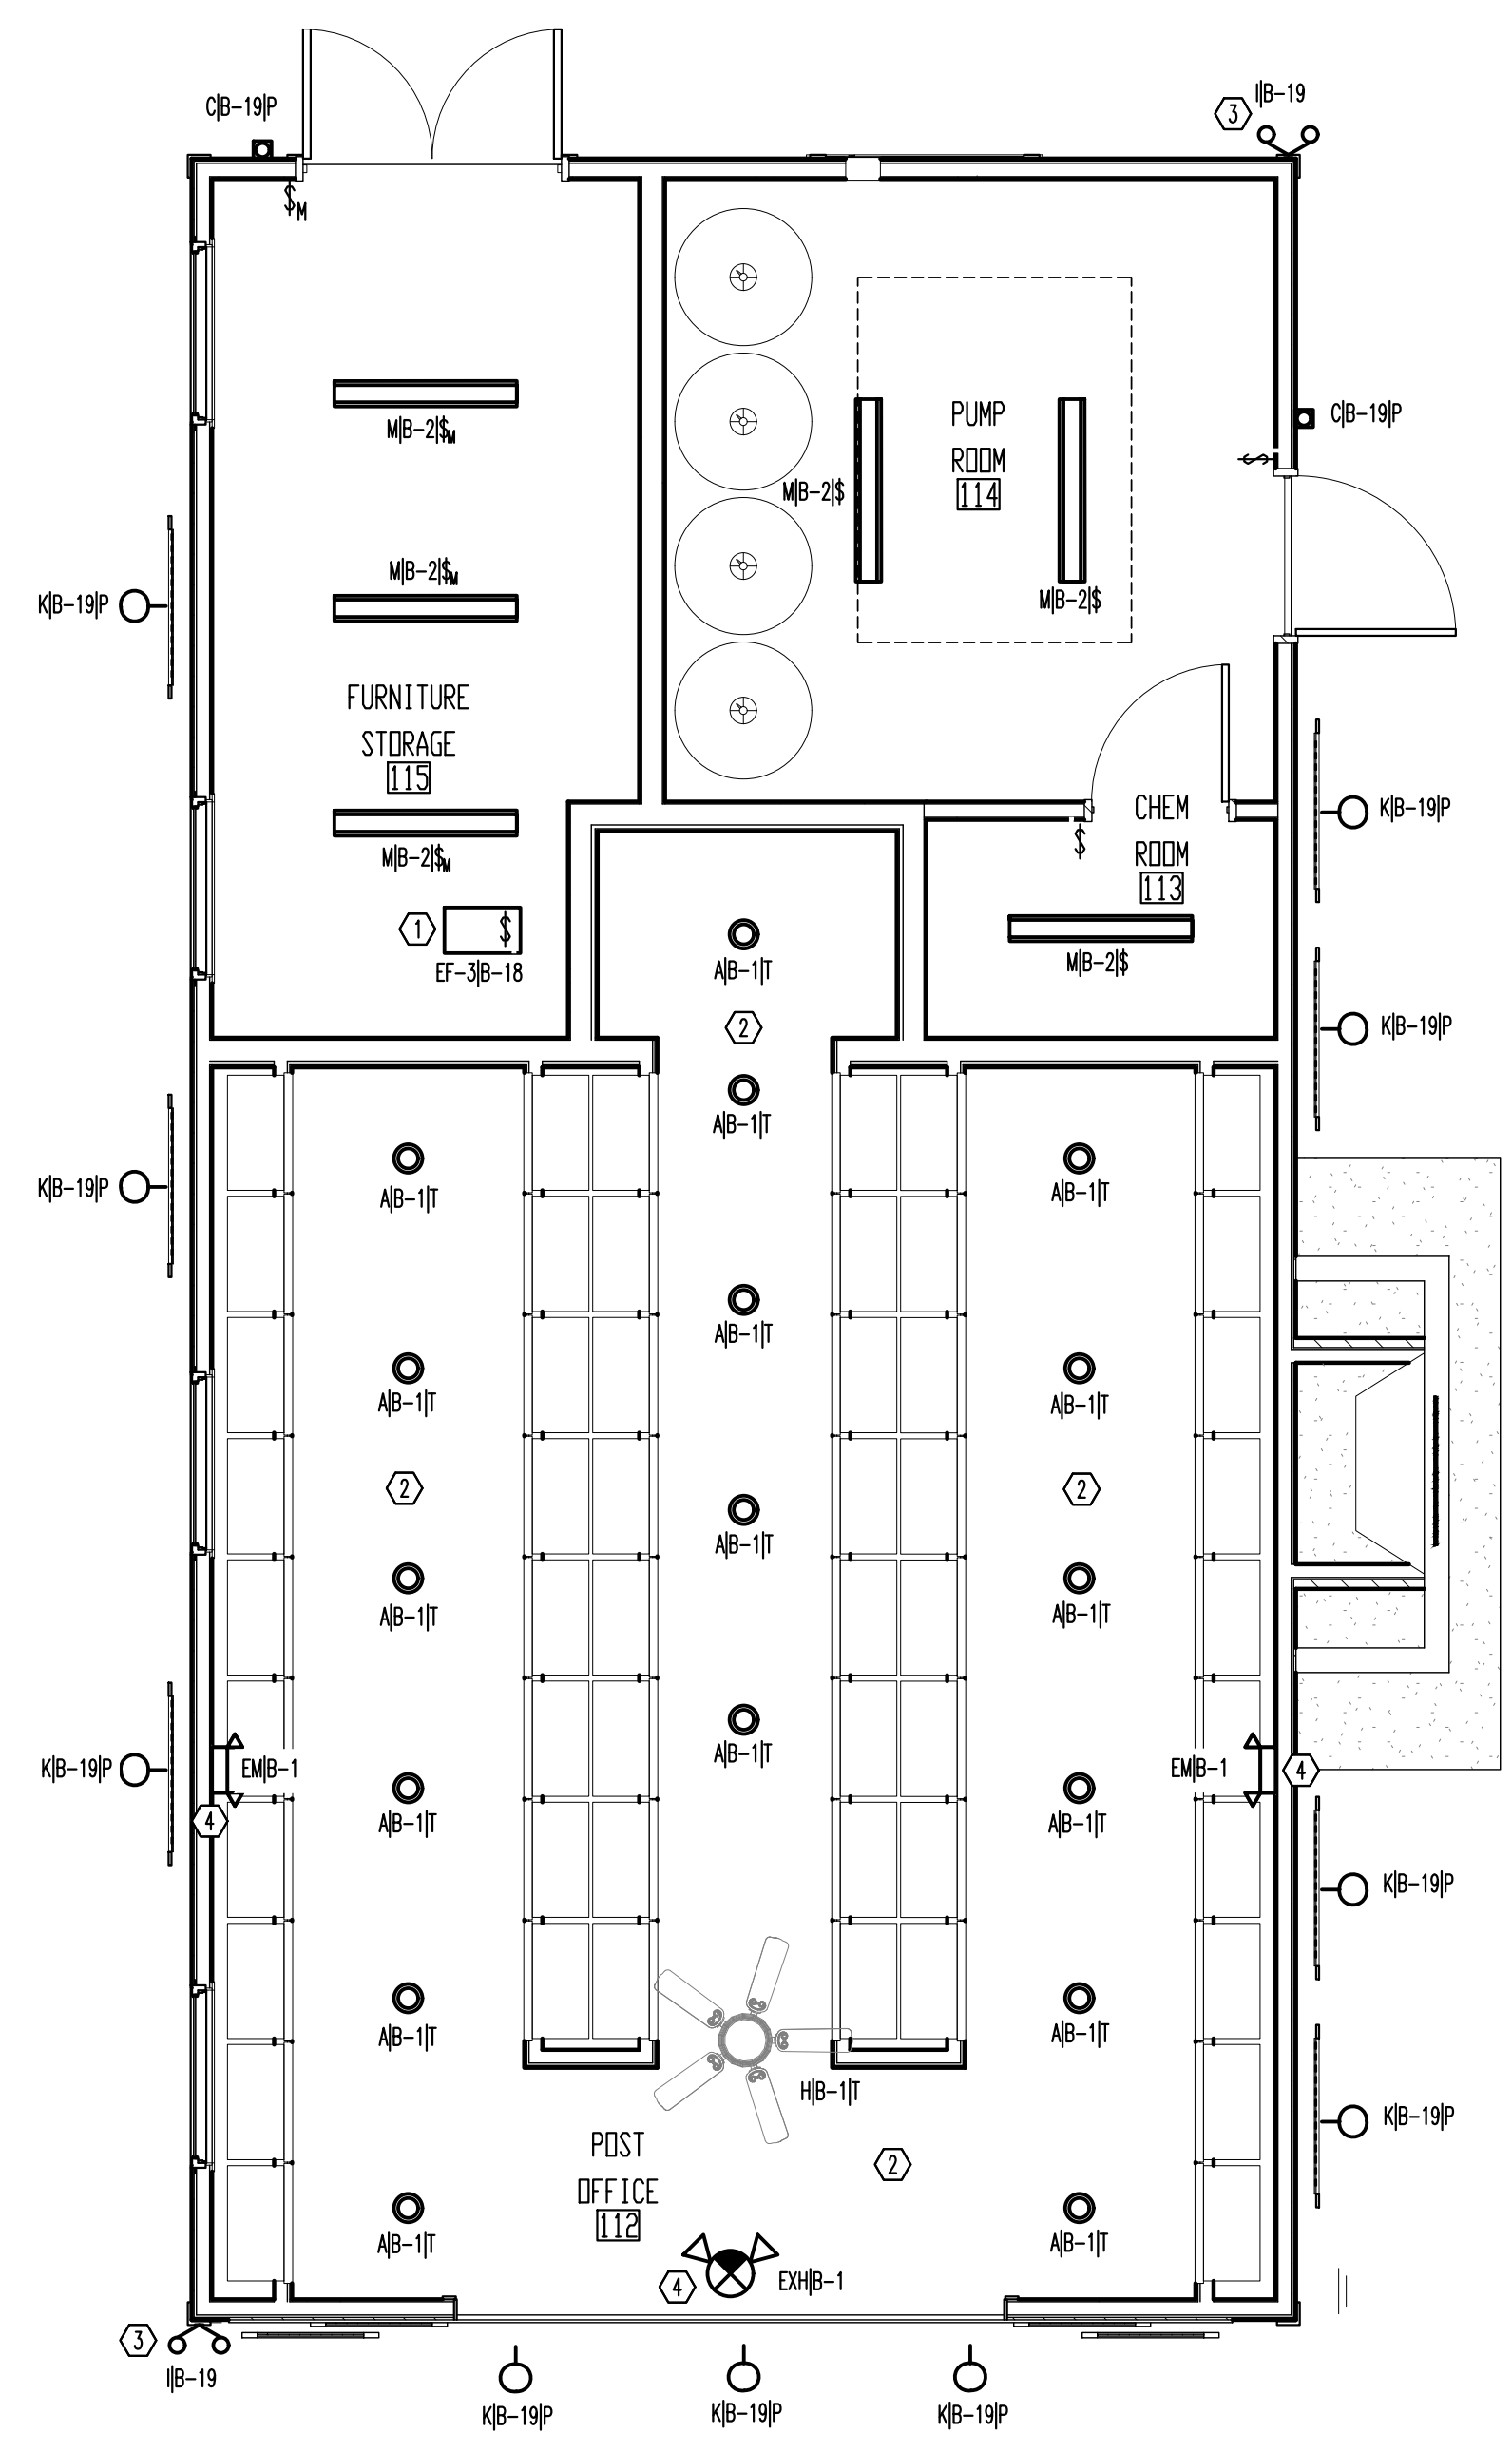 C|B-19|P
I|B-19
3
$M
PUMP
ROOM
114
C|B-19|P
$
M|B-2|$M
M|B-2|$
M|B-2|$M
M|B-2|$
K|B-19|P
FURNITURE
STORAGE
115
CHEM
ROOM
113
K|B-19|P
$
M|B-2|$M
1
$
EF-3|B-18
A|B-1|T
M|B-2|$
2
K|B-19|P
A|B-1|T
K|B-19|P
A|B-1|T
A|B-1|T
A|B-1|T
A|B-1|T
A|B-1|T
2
2
A|B-1|T
A|B-1|T
A|B-1|T
A|B-1|T
K|B-19|P
EM|B-1
EM|B-1
4
4
A|B-1|T
A|B-1|T
K|B-19|P
A|B-1|T
A|B-1|T
H|B-1|T
K|B-19|P
POST
OFFICE
112
2
A|B-1|T
A|B-1|T
4
EXH|B-1
3
I|B-19
K|B-19|P
K|B-19|P
K|B-19|P